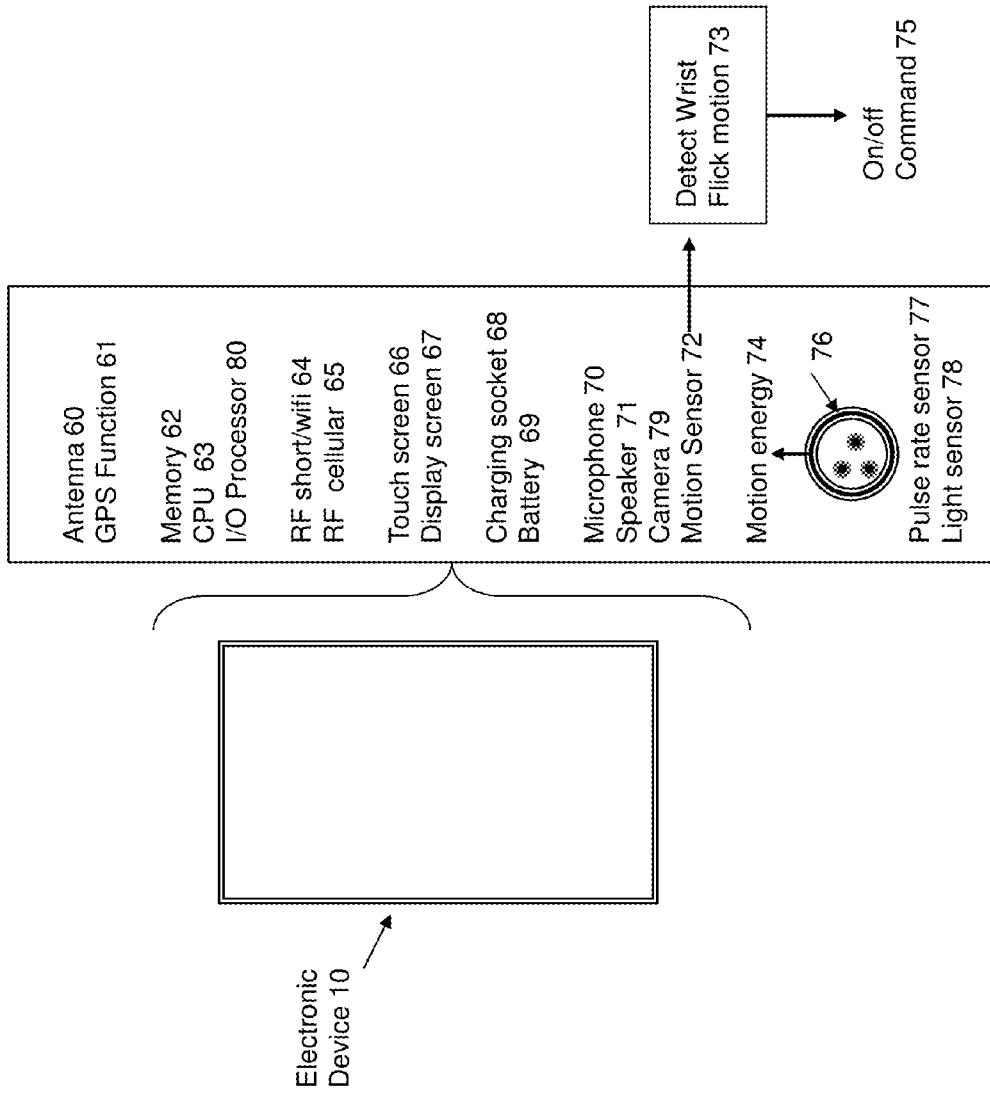 Electronic
Device 10
Antenna 60
GPS Function 61
Memory 62
CPU 63
I/O Processor 80
RF short/wifi 64
RF cellular 65
Touch screen 66
Display screen 67
Charging socket 68
Battery 69
Microphone 70
Speaker 71
Camera 79
Motion Sensor 72
Motion energy 74
76
Pulse rate sensor 77
Light sensor 78
Detect Wrist
Flick motion 73
On/off
Command 75